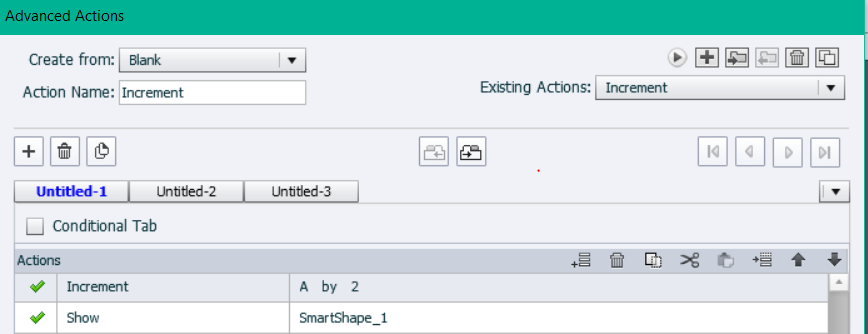 Advanced Actions
Create from: Blank
Action Name: Increment
Existing Actions: Increment
Untitled-1 Untitled-2 Untitled-3
Conditional Tab
Actions
Increment A by 2
Show SmartShape_1